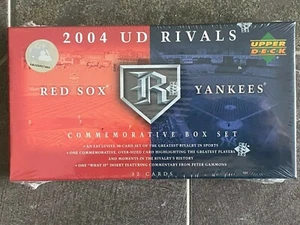 2004 UD RIVALS
UPPER
DECK
R
RED SOX
YANKEES
COMMEMORATIVE BOX SET
• AN EXCLUSIVE 30-CARD SET OF THE GREATEST RIVALRY IN SPORTS
• ONE COMMEMORATIVE, OVER-SIZED CARD HIGHLIGHTING THE GREATEST PLAYERS
AND MOMENTS IN THE RIVALRY'S HISTORY
• ONE "WHAT IF" INSERT FEATURING COMMENTARY FROM PETER GAMMONS
CARDS